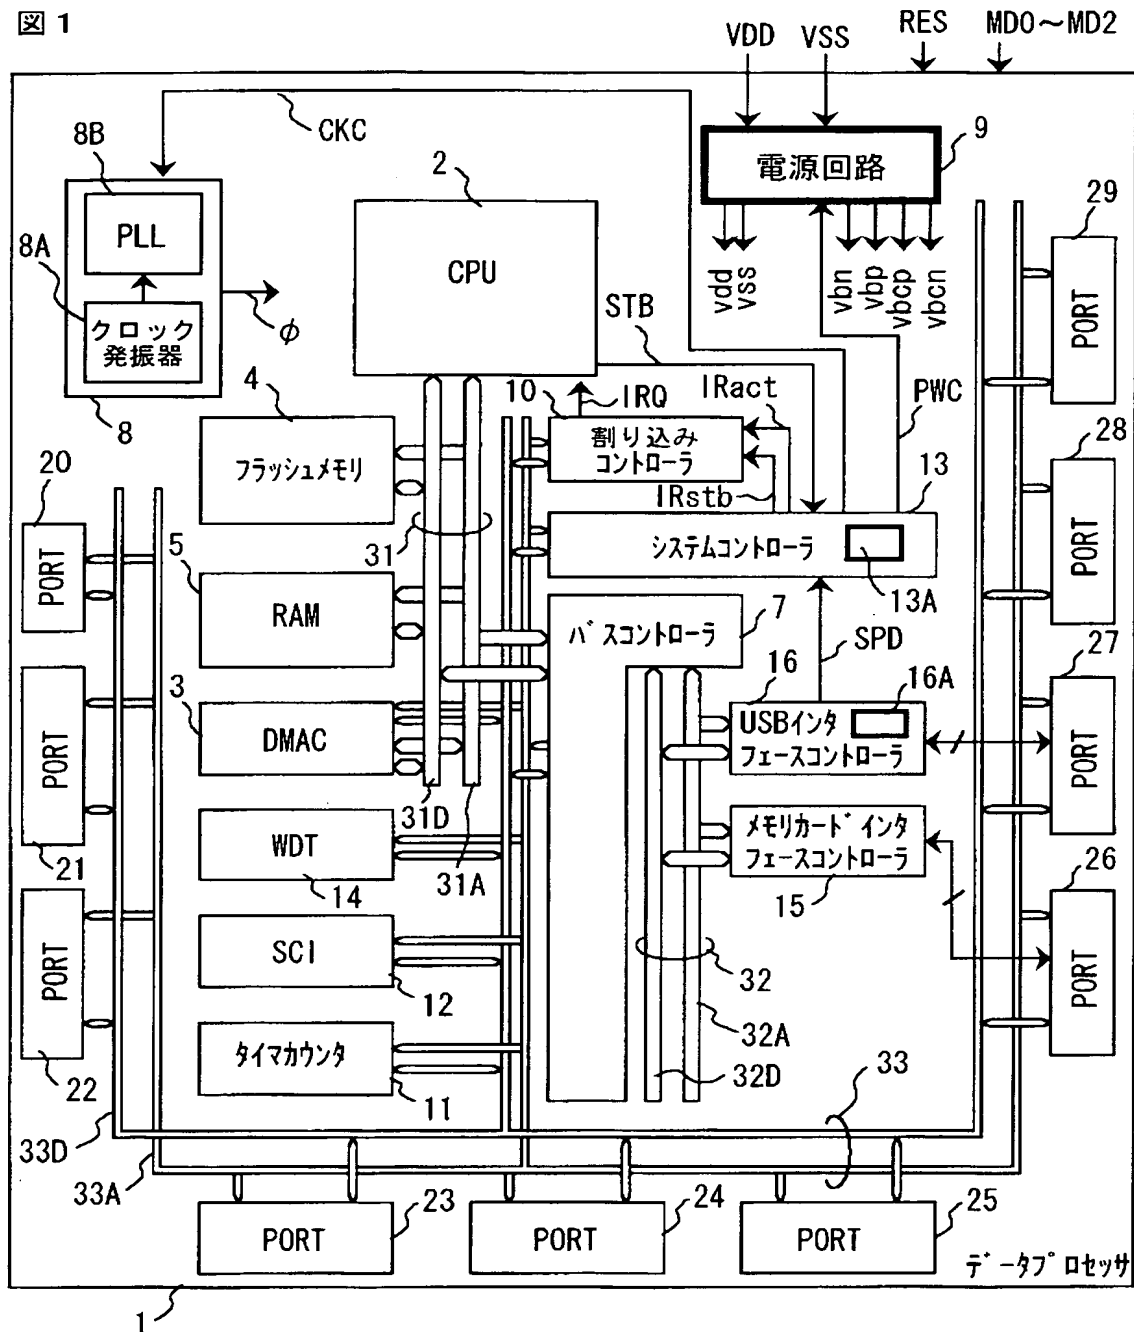 図 1
RES
MD0～MD2
VDD
VSS
CKC
8B
2
9
電源回路
29
PLL
8A
CPU
クロック
発振器
φ
8
vdd
vss
vbn
vbp
vbcp
vbcn
PORT
STB
4
10
IRQ
IRact
PWC
フラッシュメモリ
割り込み
コントローラ
IRstb
13
28
20
PORT
31
システムコントローラ
13A
PORT
5
RAM
バスコントローラ
7
SPD
27
21
PORT
3
DMAC
16
16A
USBインタ
フェースコントローラ
PORT
31D
31A
WDT
14
メモリカードインタ
フェースコントローラ
15
26
PORT
22
PORT
SCI
12
32
32A
32D
タイマカウンタ
11
33
33D
33A
PORT
23
PORT
24
PORT
25
データプロセッサ
1